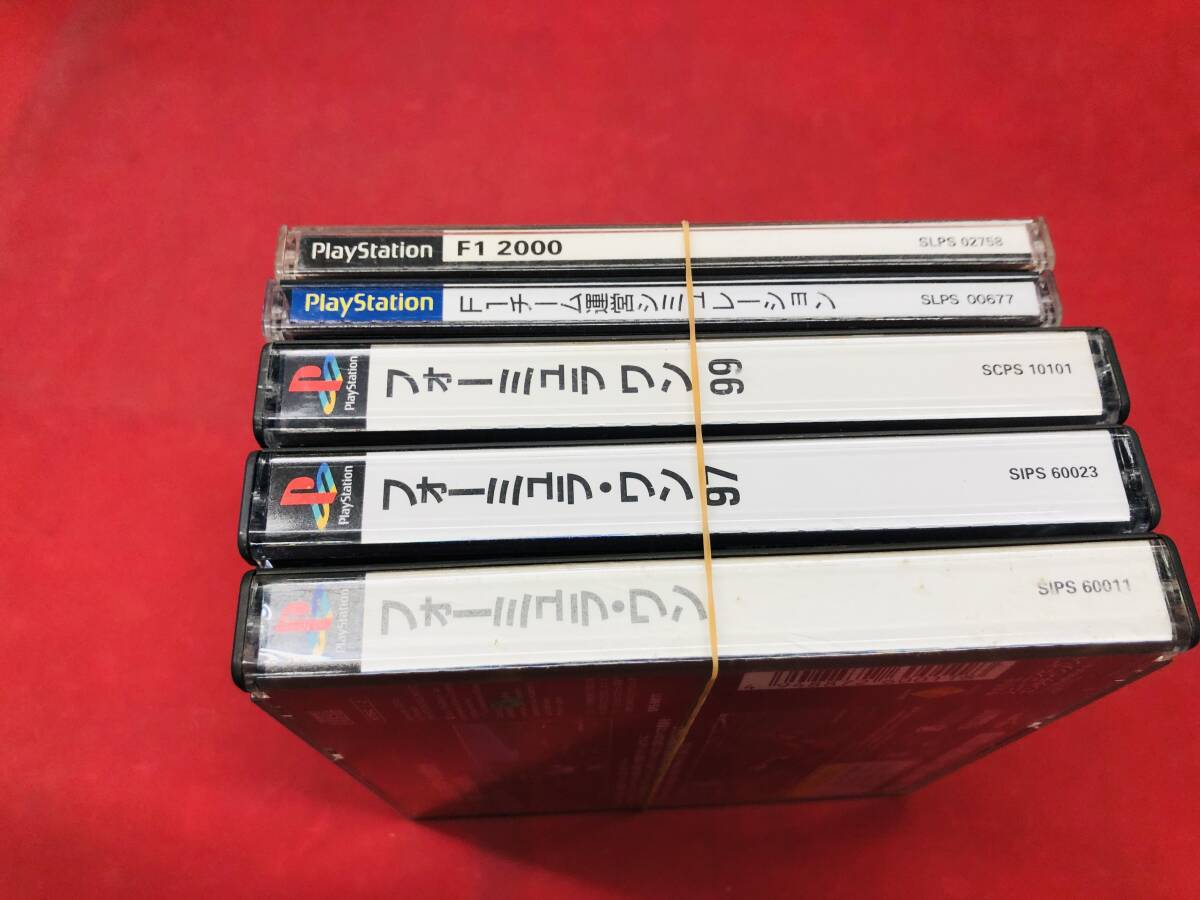 PlayStation F1 2000 SLPS 02758
PlayStation F1チーム運営シミュレーション SLPS 00677
PlayStation フォーミュラ ワン 99 SCPS 10101
PlayStation フォーミュラ・ワン 97 SIPS 60023
PlayStation フォーミュラ・ワン SIPS 60011